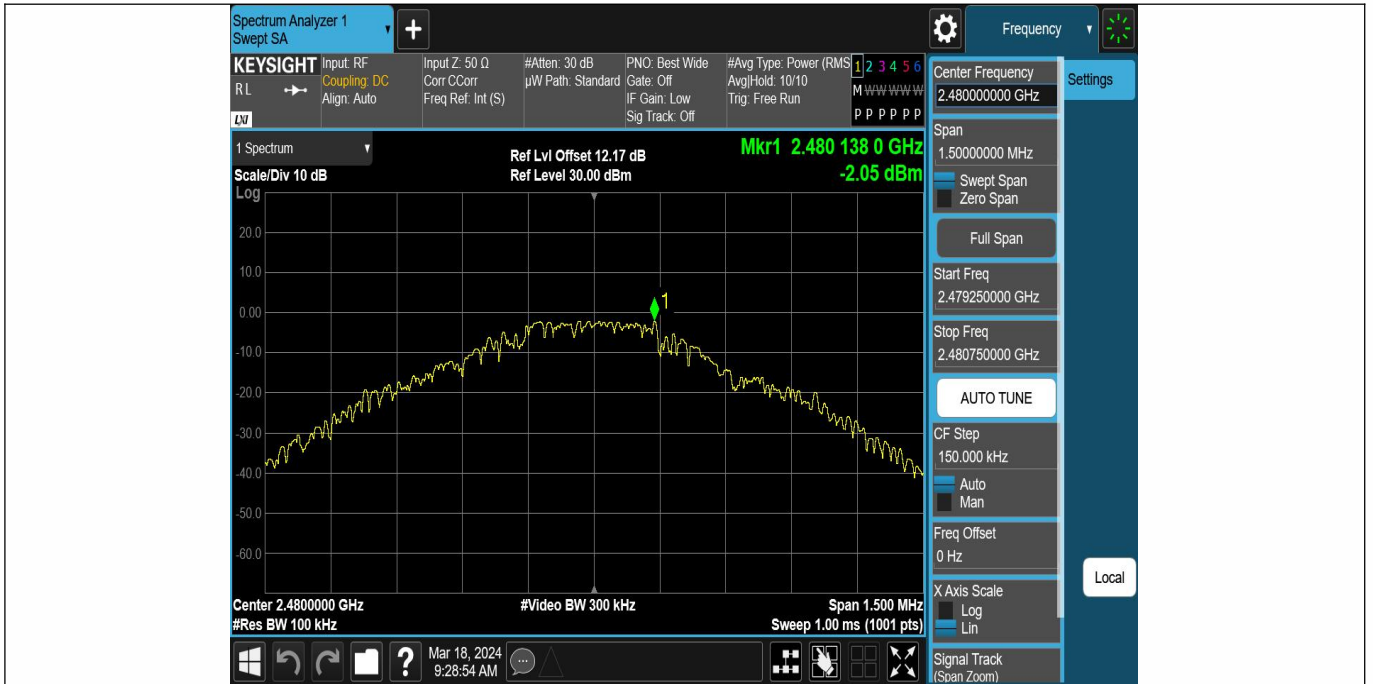 Spectrum Analyzer 1
Swept SA
+
Frequency
KEYSIGHT
RL
LXI
Input: RF
Coupling: DC
Align: Auto
Input Z: 50 Ω
Corr CCorr
Freq Ref: Int (S)
#Atten: 30 dB
µW Path: Standard
PNO: Best Wide
Gate: Off
IF Gain: Low
Sig Track: Off
#Avg Type: Power (RMS
Avg|Hold: 10/10
Trig: Free Run
1 2 3 4 5 6
M W W W W W
P P P P P P
1 Spectrum
Scale/Div 10 dB
Log
Ref Lvl Offset 12.17 dB
Ref Level 30.00 dBm
Mkr1 2.480 138 0 GHz
-2.05 dBm
20.0
10.0
0.00
-10.0
-20.0
-30.0
-40.0
-50.0
-60.0
1
Center 2.4800000 GHz
#Res BW 100 kHz
#Video BW 300 kHz
Span 1.500 MHz
Sweep 1.00 ms (1001 pts)
Center Frequency
2.480000000 GHz
Settings
Span
1.50000000 MHz
Swept Span
Zero Span
Full Span
Start Freq
2.479250000 GHz
Stop Freq
2.480750000 GHz
AUTO TUNE
CF Step
150.000 kHz
Auto
Man
Freq Offset
0 Hz
X Axis Scale
Log
Lin
Signal Track
(Span Zoom)
Local
?
Mar 18, 2024
9:28:54 AM